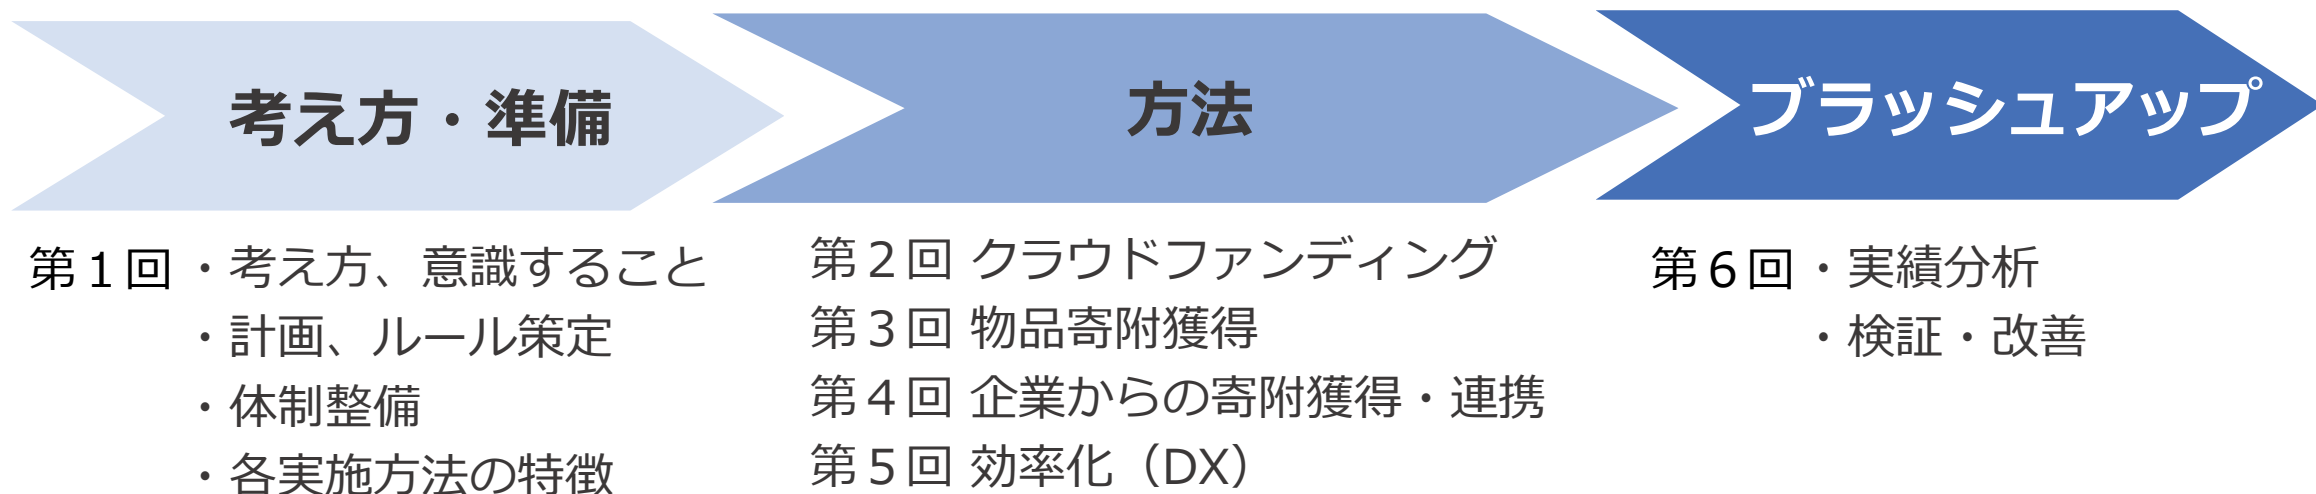 考え方・準備
第１回 ・考え方、意識すること
・計画、ルール策定
・体制整備
・各実施方法の特徴
方法
第２回 クラウドファンディング
第３回 物品寄附獲得
第４回 企業からの寄附獲得・連携
第５回 効率化（DX）
ブラッシュアップ
第６回 ・実績分析
・検証・改善